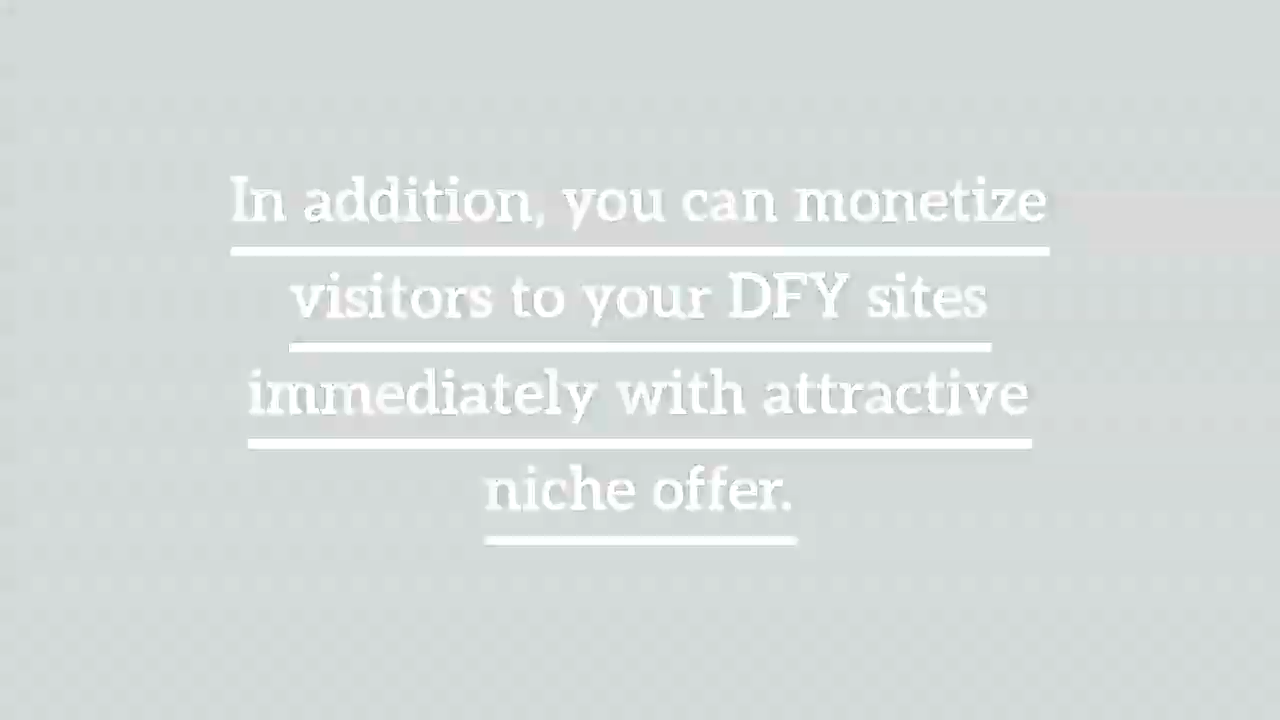 In addition, you can monetize
visitors to your DFY sites
immediately with attractive
niche offer.